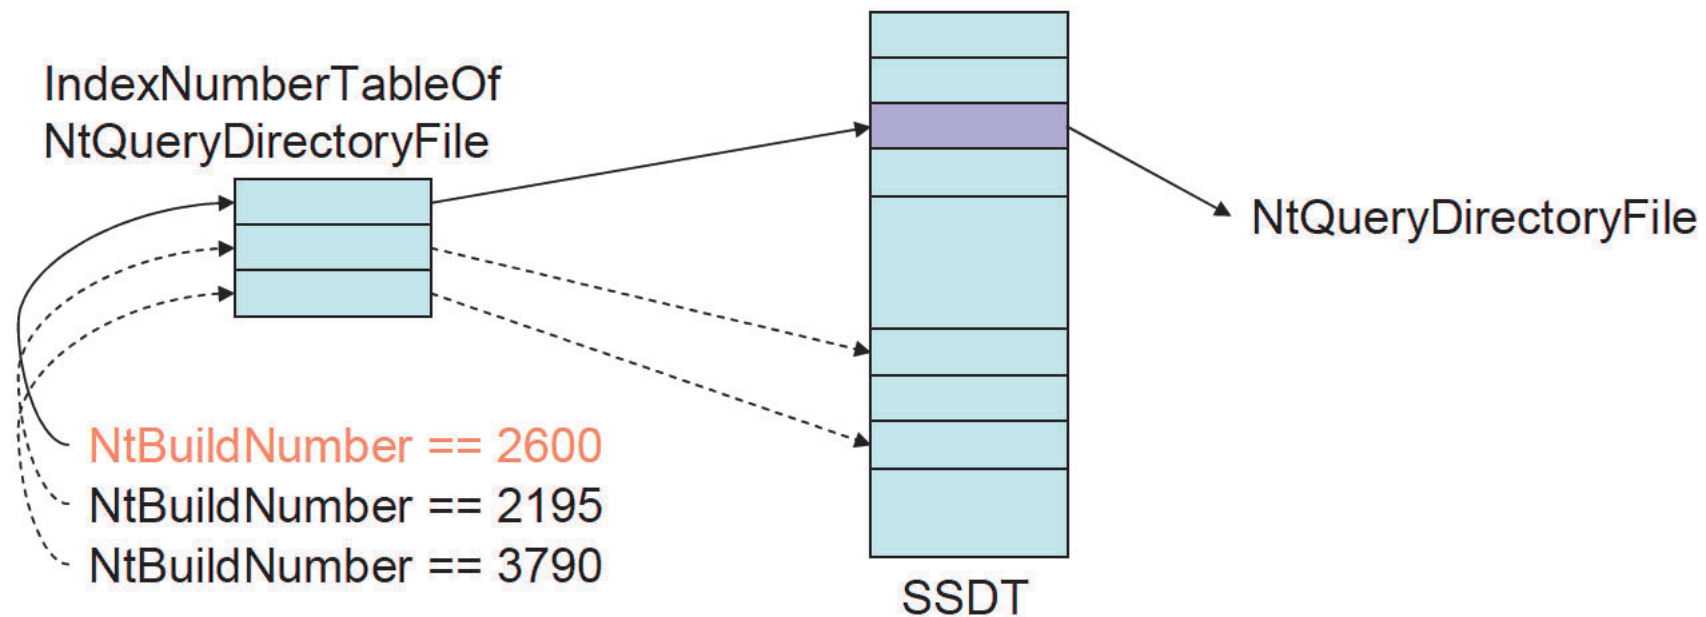 IndexNumberTableOf
NtQueryDirectoryFile
NtQueryDirectoryFile
NtBuildNumber == 2600
NtBuildNumber == 2195
NtBuildNumber == 3790
SSDT